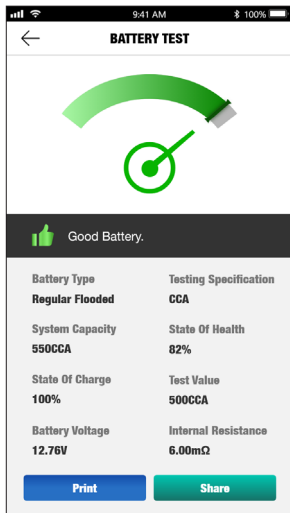 9:41 AM
100%
BATTERY TEST
Good Battery.
Battery Type
Regular Flooded
Testing Specification
CCA
System Capacity
550CCA
State Of Health
82%
State Of Charge
100%
Test Value
500CCA
Battery Voltage
12.76V
Internal Resistance
6.00mΩ
Print
Share